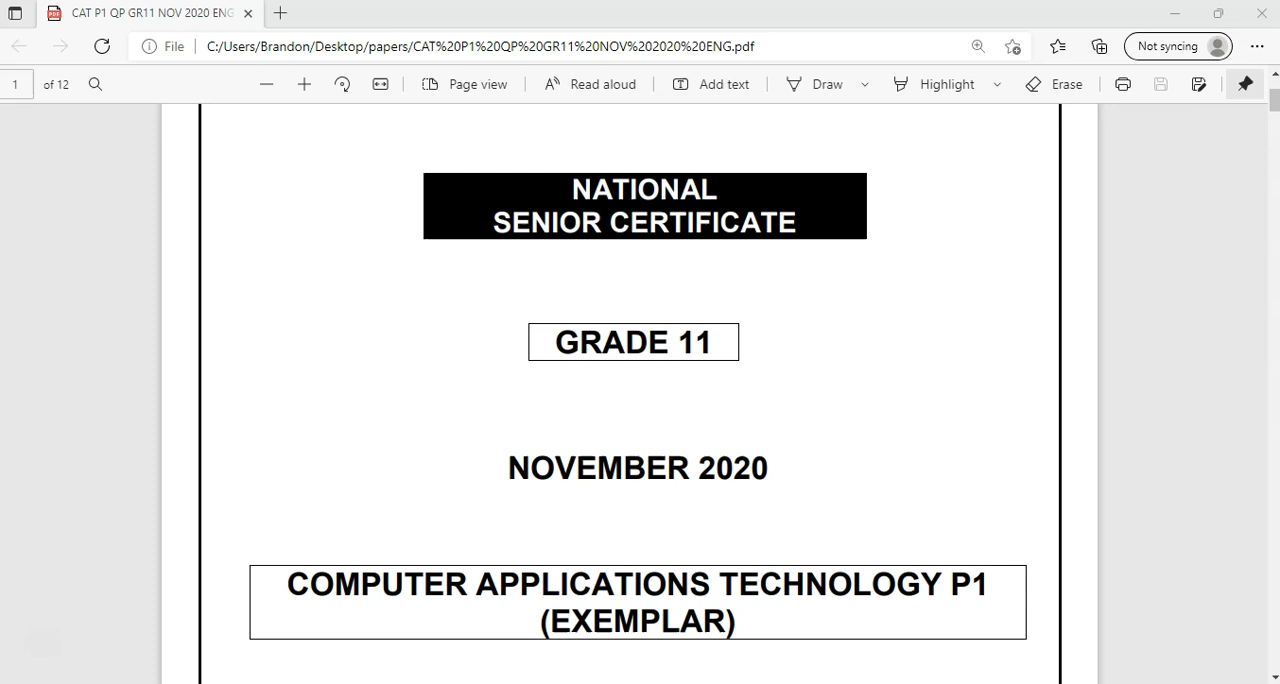 CAT P1 QP GR11 NOV 2020 ENG
File
C:/Users/Brandon/Desktop/papers/CAT%20P1%20QP%20GR11%20NOV%202020%20ENG.pdf
Not syncing
1 of 12
Page view
Read aloud
Add text
Draw
Highlight
Erase
NATIONAL
SENIOR CERTIFICATE
GRADE 11
NOVEMBER 2020
COMPUTER APPLICATIONS TECHNOLOGY P1
(EXEMPLAR)